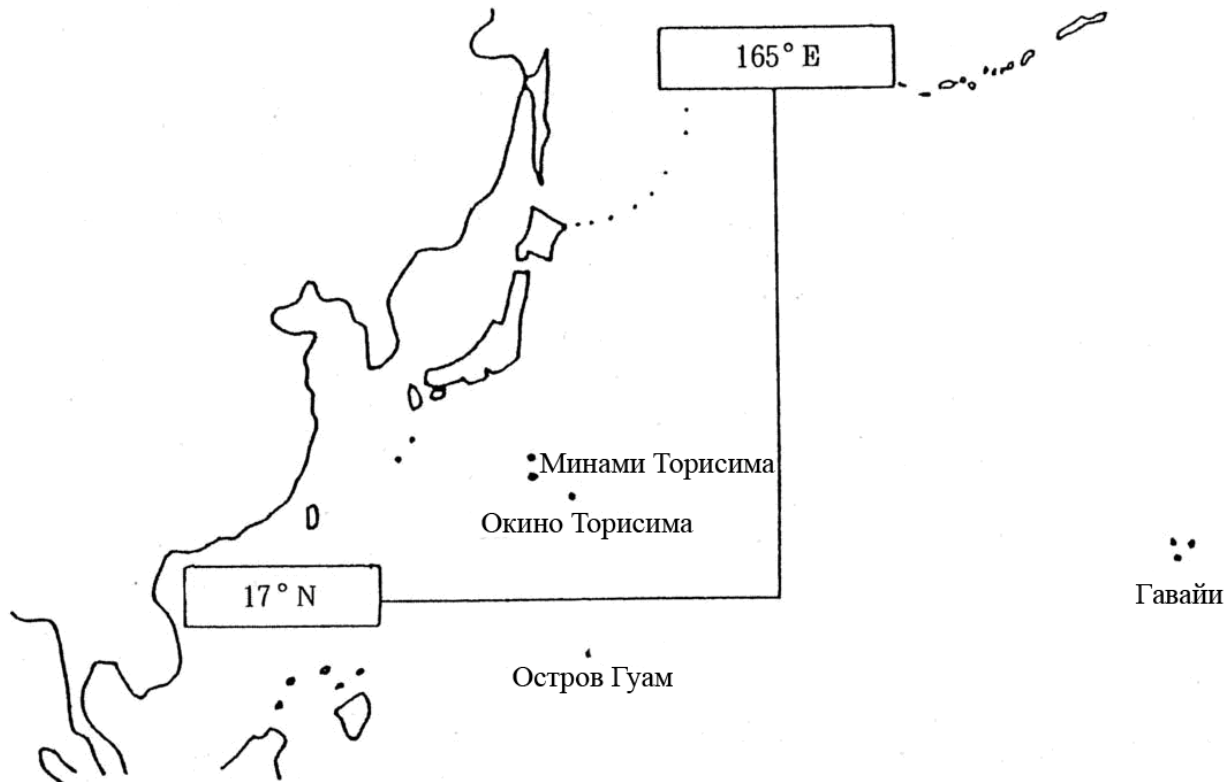 165° E
Минами Торисима
Окино Торисима
17° N
Гавайи
Остров Гуам